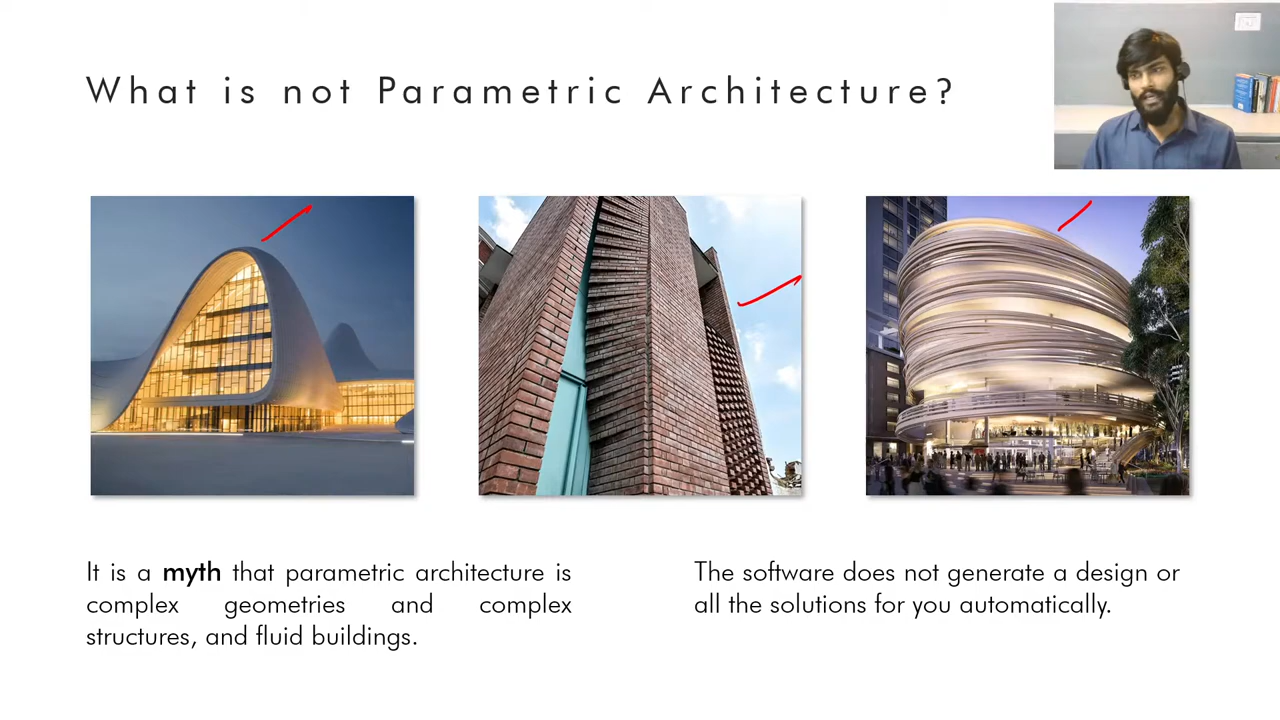 What is not Parametric Architecture?
It is a myth that parametric architecture is
complex geometries and complex
structures, and fluid buildings.
The software does not generate a design or
all the solutions for you automatically.